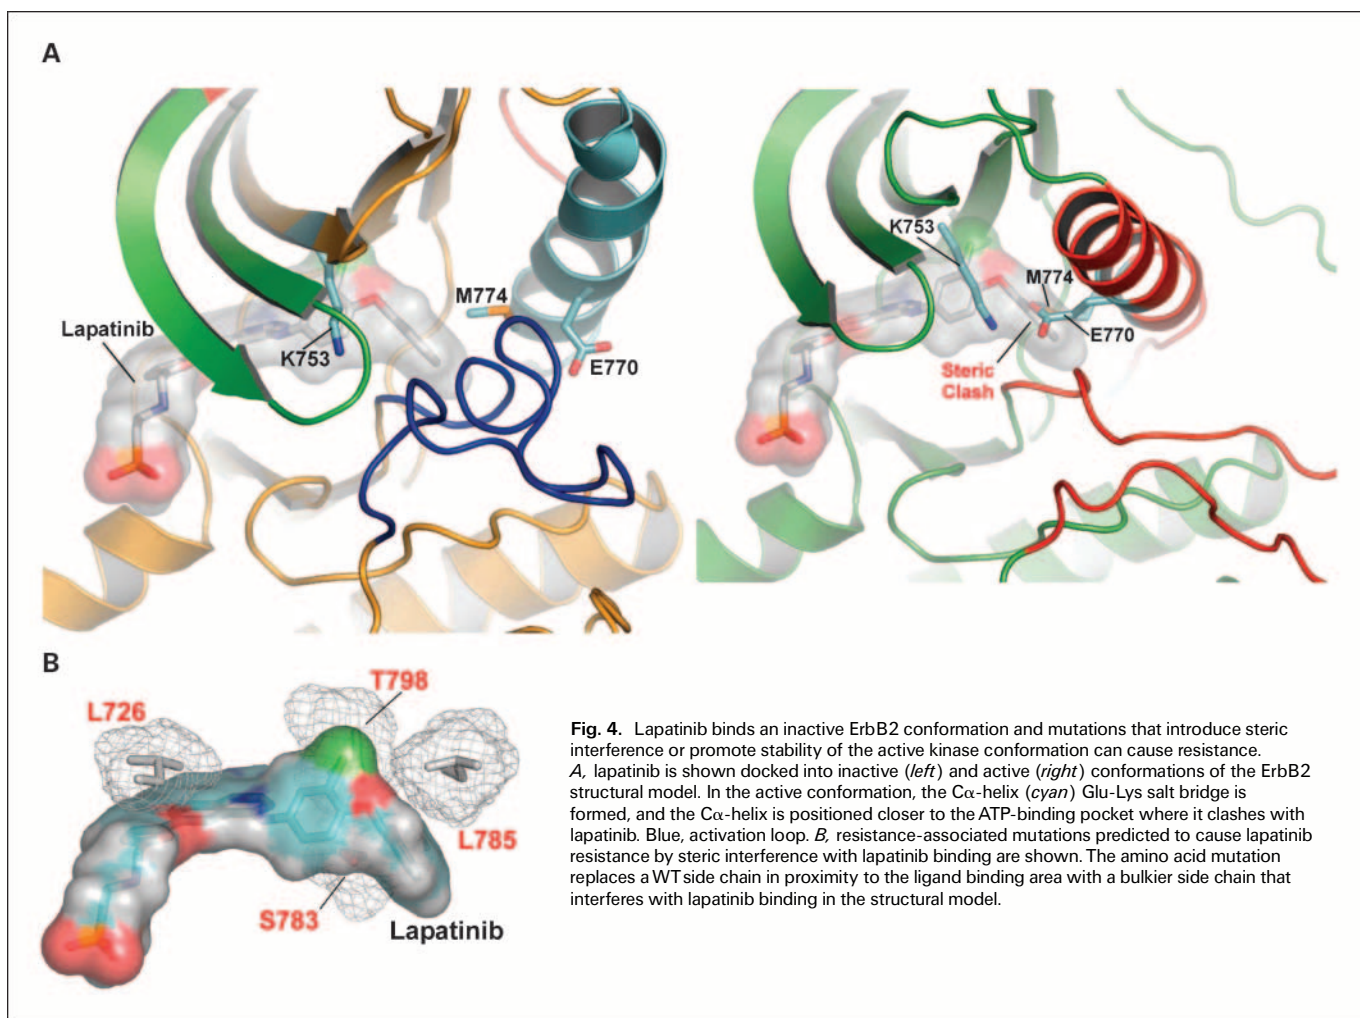 A
Lapatinib
K753
M774
E770
K753
M774
E770
Steric
Clash
B
L726
T798
L785
S783
Lapatinib
Fig. 4. Lapatinib binds an inactive ErbB2 conformation and mutations that introduce steric
interference or promote stability of the active kinase conformation can cause resistance.
A, lapatinib is shown docked into inactive (left) and active (right) conformations of the ErbB2
structural model. In the active conformation, the Cα-helix (cyan) Glu-Lys salt bridge is
formed, and the Cα-helix is positioned closer to the ATP-binding pocket where it clashes with
lapatinib. Blue, activation loop. B, resistance-associated mutations predicted to cause lapatinib
resistance by steric interference with lapatinib binding are shown. The amino acid mutation
replaces a WT side chain in proximity to the ligand binding area with a bulkier side chain that
interferes with lapatinib binding in the structural model.